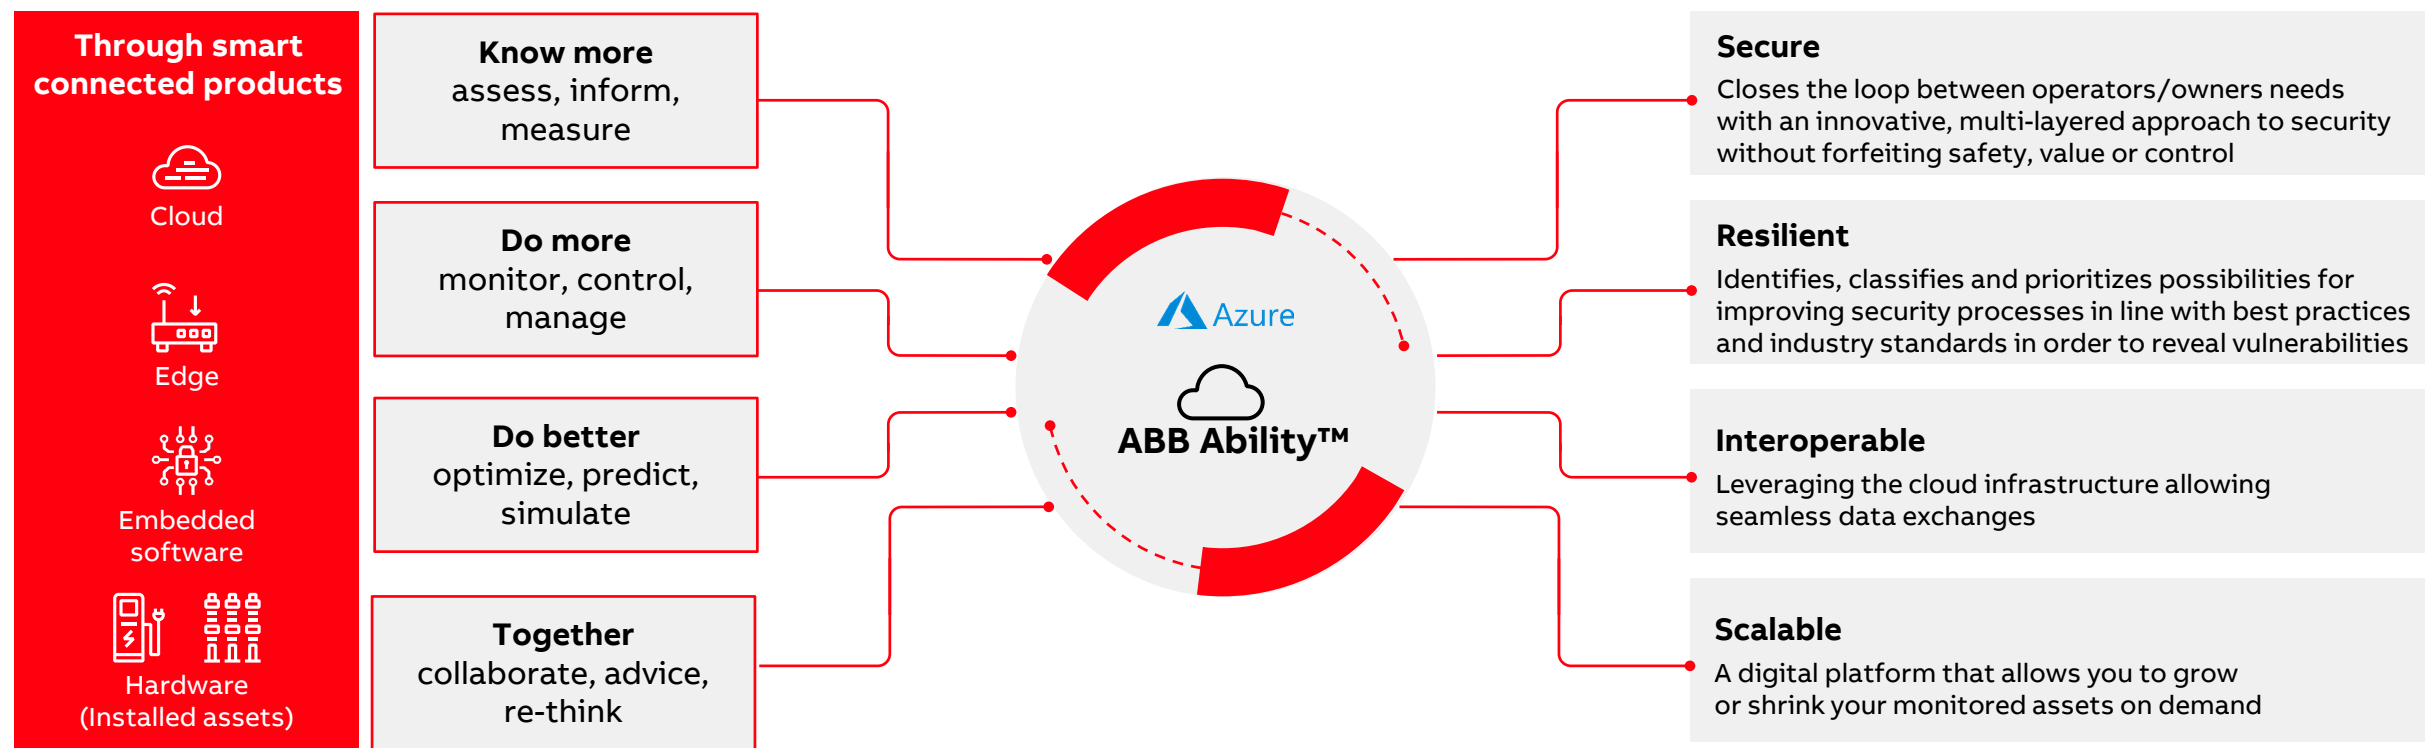 Through smart
connected products
Cloud
Edge
Embedded
software
Hardware
(Installed assets)
Know more
assess, inform,
measure
Do more
monitor, control,
manage
Do better
optimize, predict,
simulate
Together
collaborate, advice,
re-think
Azure
ABB Ability™
Secure
Closes the loop between operators/owners needs
with an innovative, multi-layered approach to security
without forfeiting safety, value or control
Resilient
Identifies, classifies and prioritizes possibilities for
improving security processes in line with best practices
and industry standards in order to reveal vulnerabilities
Interoperable
Leveraging the cloud infrastructure allowing
seamless data exchanges
Scalable
A digital platform that allows you to grow
or shrink your monitored assets on demand